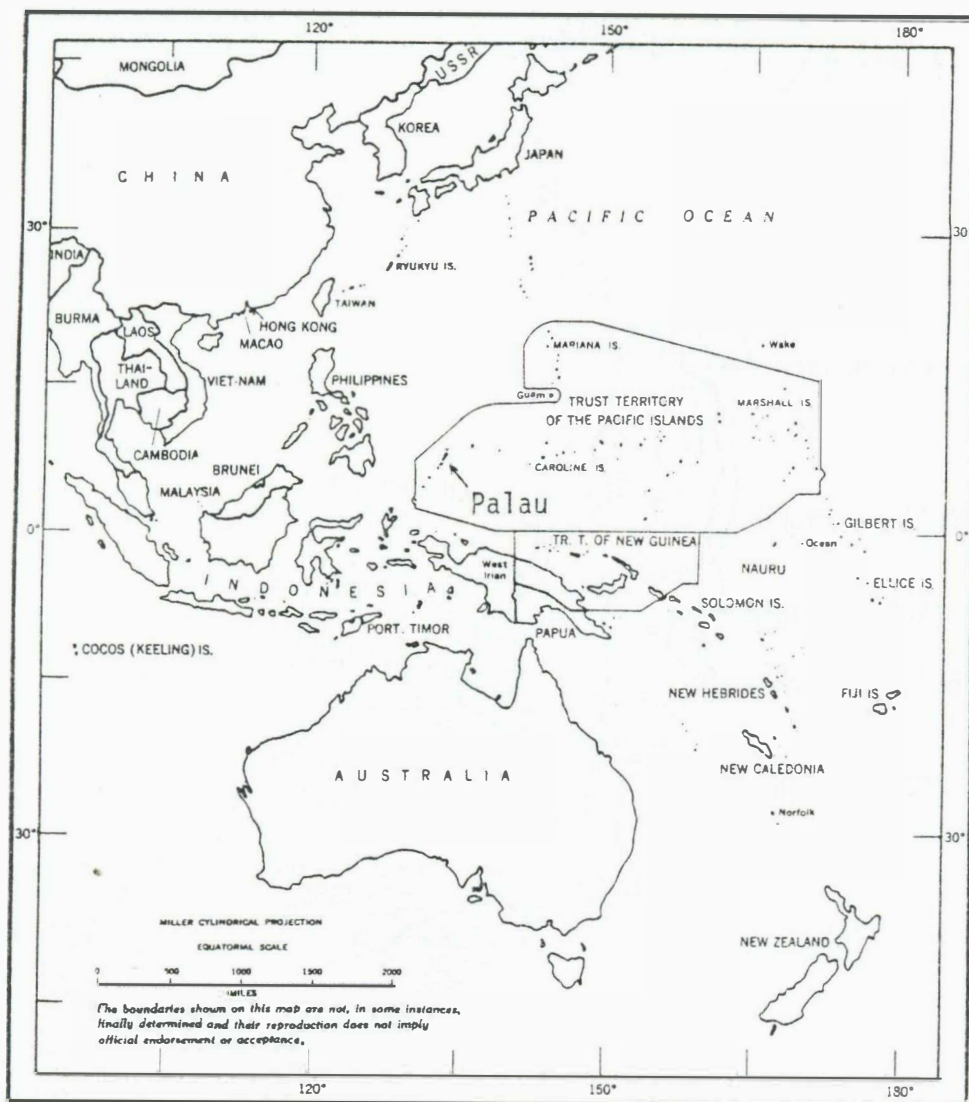 120°
150°
180°
MONGOLIA
USSR
KOREA
JAPAN
CHINA
PACIFIC OCEAN
30°
30°
INDIA
RYUKYU IS.
TAIWAN
BURMA
LAOS
HONG KONG
MACAO
MARIANA IS.
Wake
THAI-
LAND
VIET-NAM
PHILIPPINES
Guam
TRUST TERRITORY
OF THE PACIFIC ISLANDS
MARSHALL IS.
CAMBODIA
BRUNEI
CAROLINE IS.
MALAYSIA
Palau
GILBERT IS.
0°
0°
TR. T. OF NEW GUINEA
Ocean
West
Irian
NAURU
INDONESIA
ELLICE IS.
SOLOMON IS.
PORT. TIMOR
PAPUA
COCOS (KEELING) IS.
NEW HEBRIDES
FIJI IS
NEW CALEDONIA
AUSTRALIA
Norfolk
30°
30°
MILLER CYLINDRICAL PROJECTION
EQUATORIAL SCALE
NEW ZEALAND
0 500 1000 1500 2000
MILES
The boundaries shown on this map are not, in some instances,
finally determined and their reproduction does not imply
official endorsement or acceptance.
120°
150°
180°